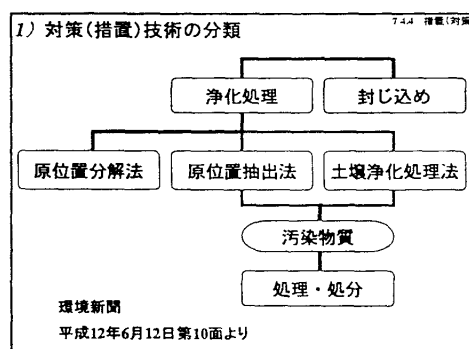 7.4.4 措置(対策
1) 対策(措置)技術の分類
浄化処理
封じ込め
原位置分解法
原位置抽出法
土壌浄化処理法
汚染物質
処理・処分
環境新聞
平成12年6月12日第10面より